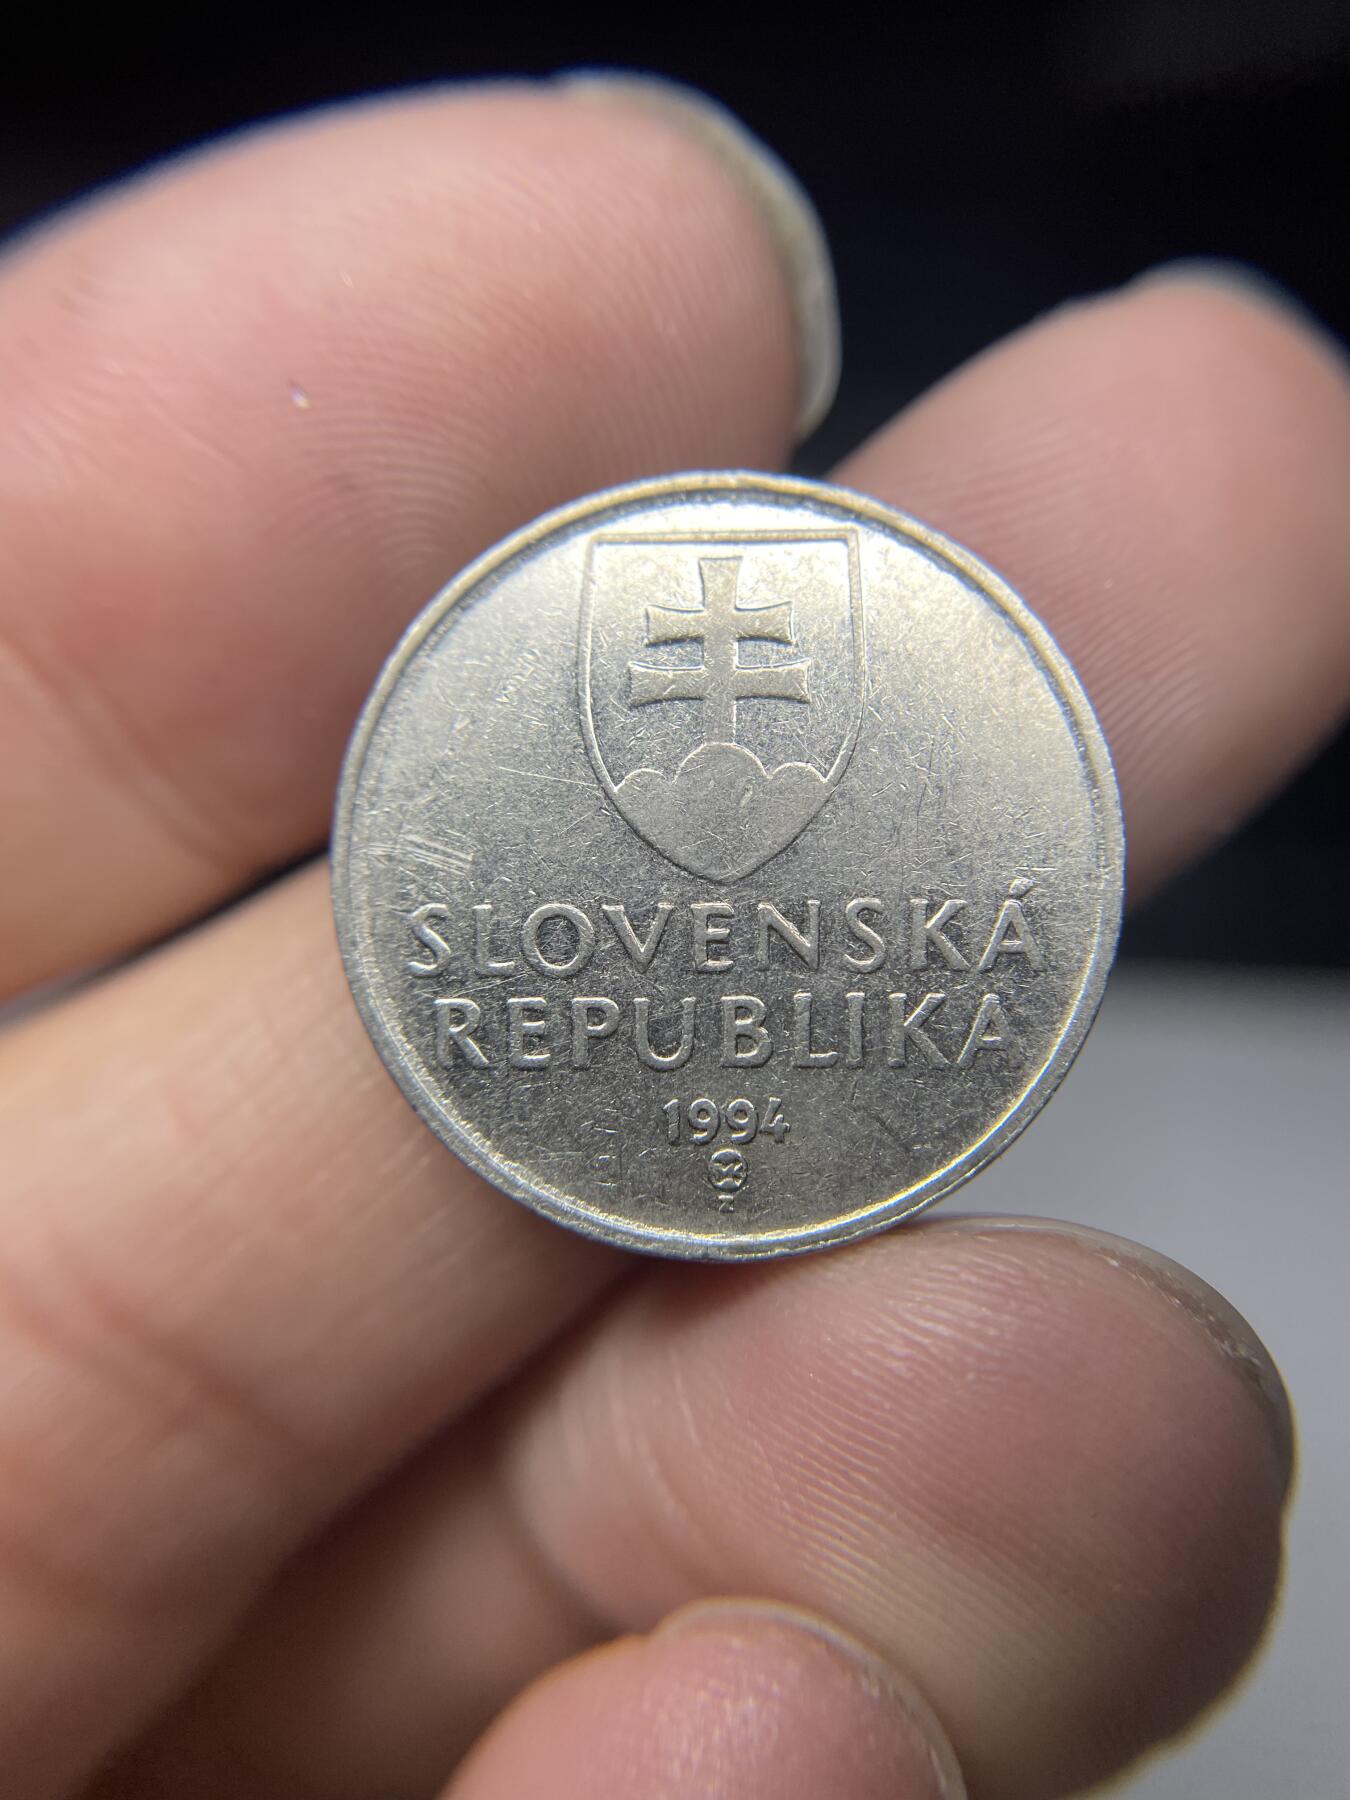 SLOVENSKÁ
REPUBLIKA
1994
Z